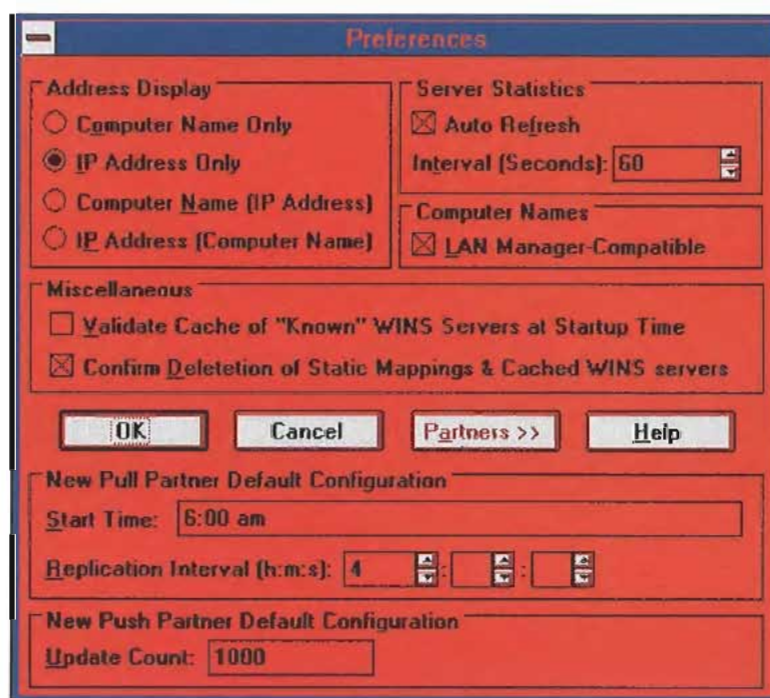 Preferences
Address Display
Computer Name Only
IP Address Only
Computer Name (IP Address)
IP Address (Computer Name)
Server Statistics
Auto Refresh
Interval (Seconds): 60
Computer Names
LAN Manager-Compatible
Miscellaneous
Validate Cache of "Known" WINS Servers at Startup Time
Confirm Deletetion of Static Mappings & Cached WINS servers
OK Cancel Partners >> Help
New Pull Partner Default Configuration
Start Time: 6:00 am
Replication Interval (h:m:s): 4 : :
New Push Partner Default Configuration
Update Count: 1000